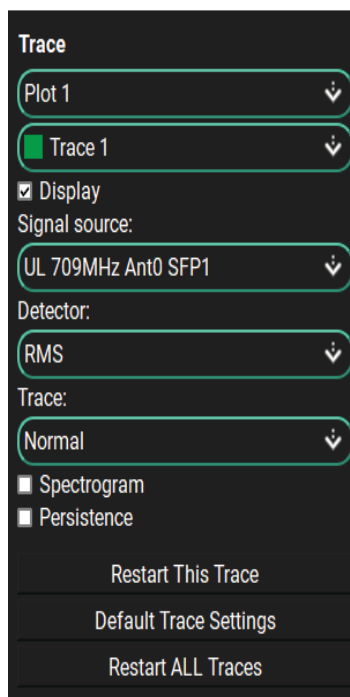 Trace
Plot 1
Trace 1
Display
Signal source:
UL 709MHz Ant0 SFP1
Detector:
RMS
Trace:
Normal
Spectrogram
Persistence
Restart This Trace
Default Trace Settings
Restart ALL Traces